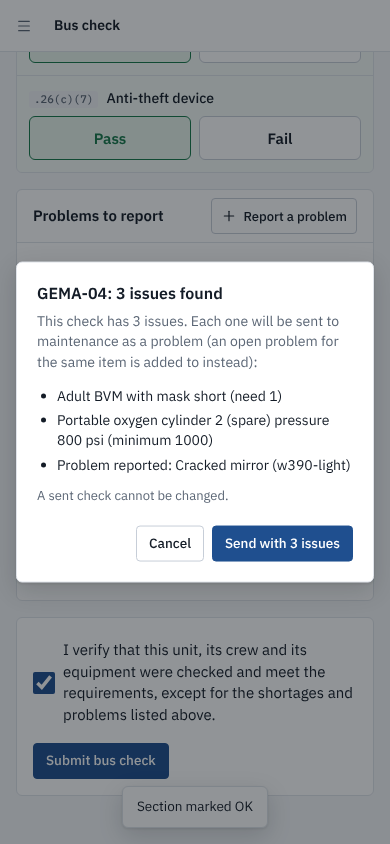 Bus check
.26(c)(7) Anti-theft device
Pass Fail
Problems to report + Report a problem
GEMA-04: 3 issues found
This check has 3 issues. Each one will be sent to
maintenance as a problem (an open problem for
the same item is added to instead):
• Adult BVM with mask short (need 1)
• Portable oxygen cylinder 2 (spare) pressure
800 psi (minimum 1000)
• Problem reported: Cracked mirror (w390-light)
A sent check cannot be changed.
Cancel Send with 3 issues
I verify that this unit, its crew and its
equipment were checked and meet the
requirements, except for the shortages and
problems listed above.
Submit bus check
Section marked OK